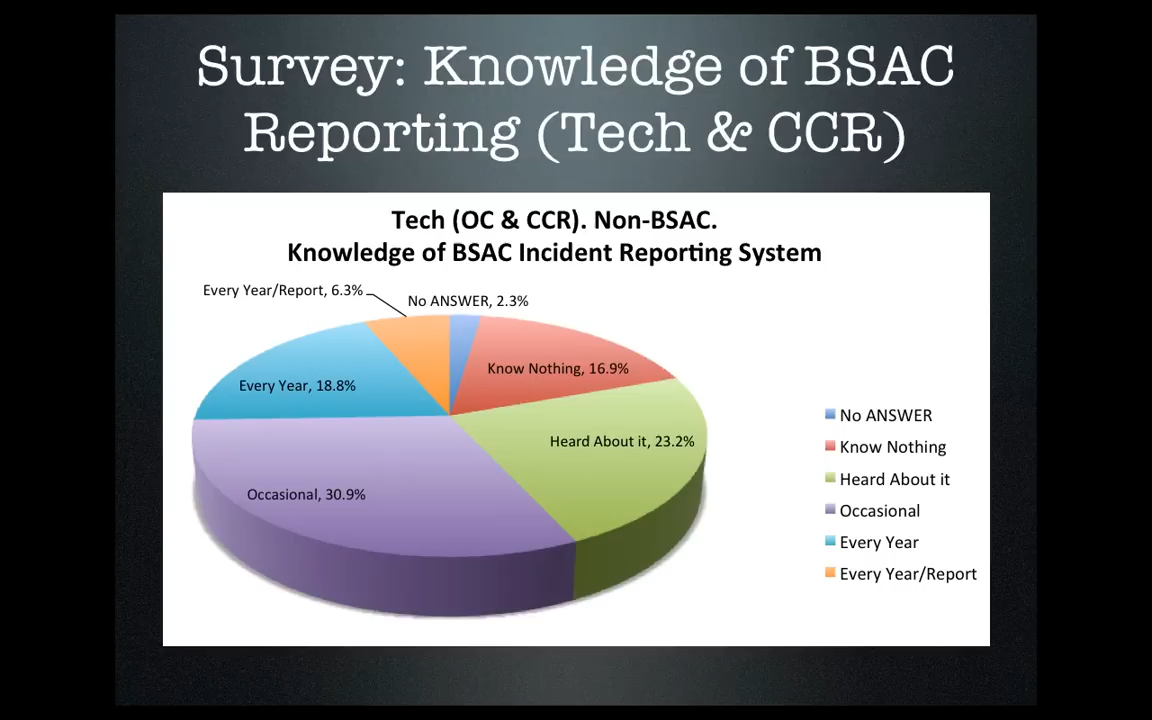 Survey: Knowledge of BSAC
Reporting (Tech & CCR)
Tech (OC & CCR). Non-BSAC.
Knowledge of BSAC Incident Reporting System
Every Year/Report, 6.3%
No ANSWER, 2.3%
Know Nothing, 16.9%
Every Year, 18.8%
Heard About it, 23.2%
Occasional, 30.9%
No ANSWER
Know Nothing
Heard About it
Occasional
Every Year
Every Year/Report